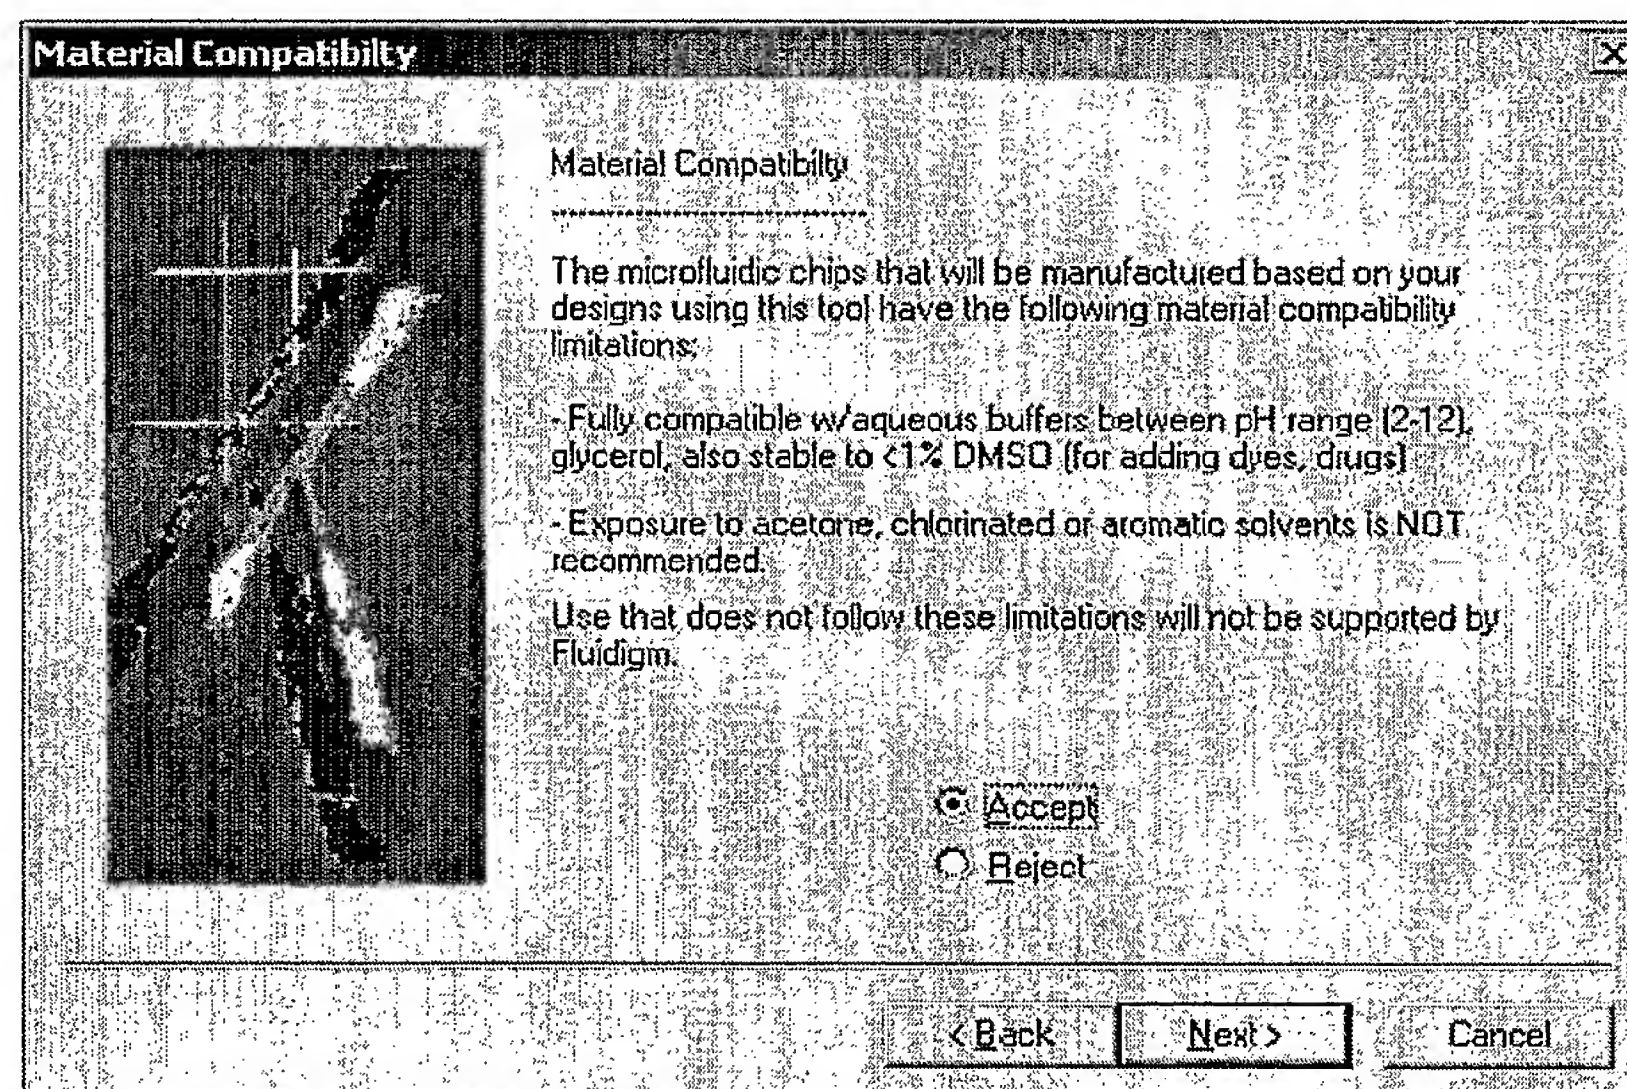 Material Compatibilty
X
Material Compatibilty
The microfluidic chips that will be manufactured based on your
designs using this tool have the following material compatibility
limitations:
- Fully compatible w/aqueous buffers between pH range (2-12),
glycerol, also stable to <1% DMSO (for adding dyes, drugs)
- Exposure to acetone, chlorinated or aromatic solvents is NOT
recommended.
Use that does not follow these limitations will not be supported by
Fluidigm.
Accept
Reject
< Back Next > Cancel